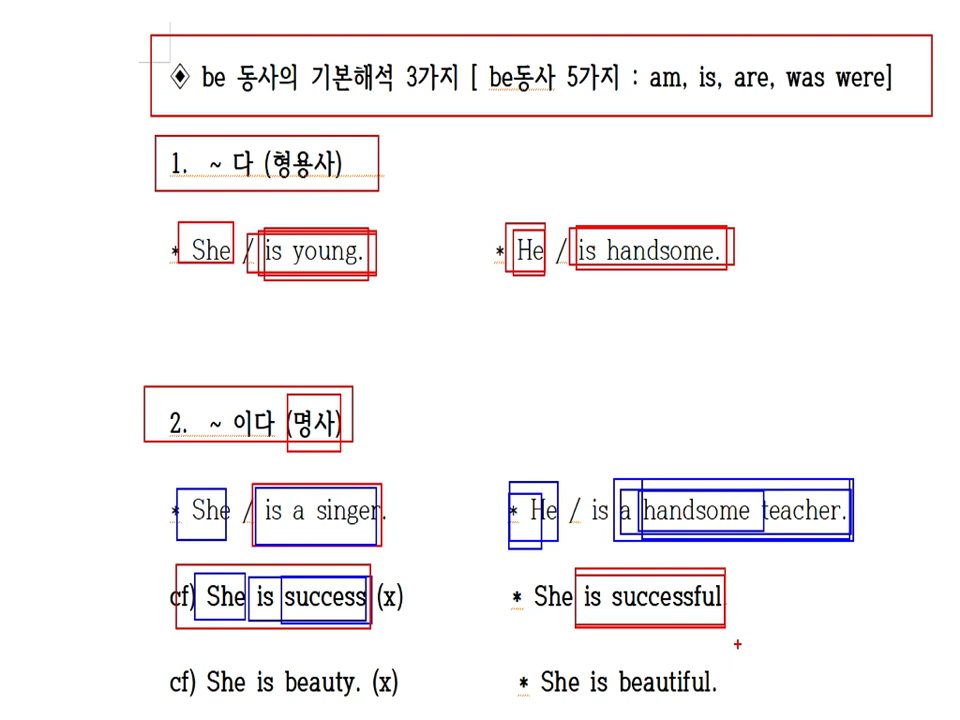 ◈ be 동사의 기본해석 3가지 [ be동사 5가지 : am, is, are, was were]
1. ~ 다 (형용사)
* She / is young. * He / is handsome.
2. ~ 이다 (명사)
* She / is a singer. * He / is a handsome teacher.
cf) She is success (x) * She is successful
cf) She is beauty. (x) * She is beautiful.